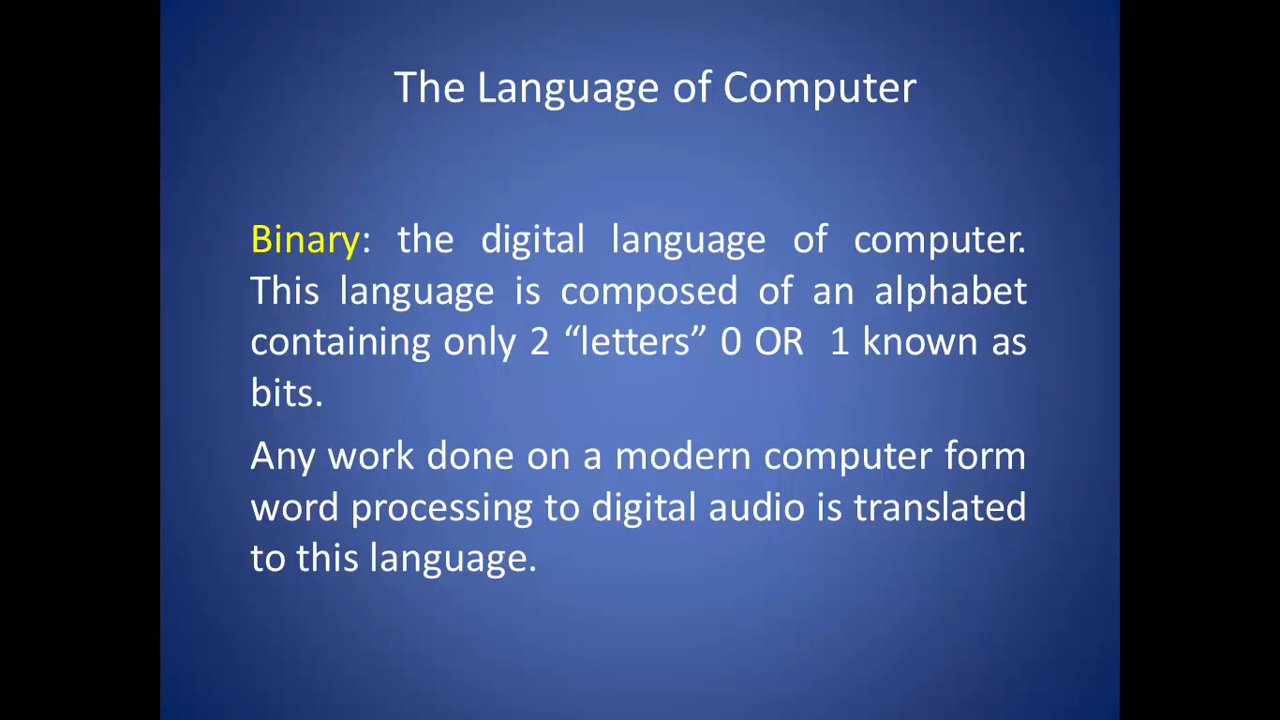 The Language of Computer
Binary: the digital language of computer.
This language is composed of an alphabet
containing only 2 “letters” 0 OR 1 known as
bits.
Any work done on a modern computer form
word processing to digital audio is translated
to this language.